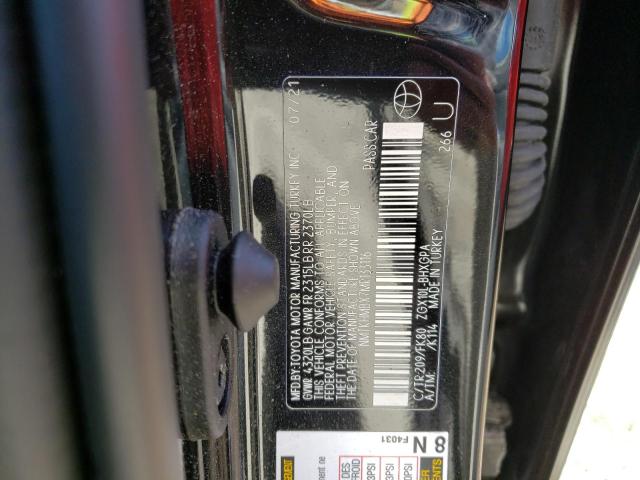 MFD.BY:TOYOTA MOTOR MANUFACTURING TURKEY INC. 07/21
GVWR 4320LB GAWR FR 2315LB RR 2370LB
THIS VEHICLE CONFORMS TO ALL APPLICABLE
FEDERAL MOTOR VEHICLE SAFETY, BUMPER, AND
THEFT PREVENTION STANDARDS IN EFFECT ON
THE DATE OF MANUFACTURE SHOWN ABOVE.
PASS.CAR
C/TR:209/FK80 ZGX10L-BHXGPA
A/TM: /K114 MADE IN TURKEY
266 U
8 N
F4031